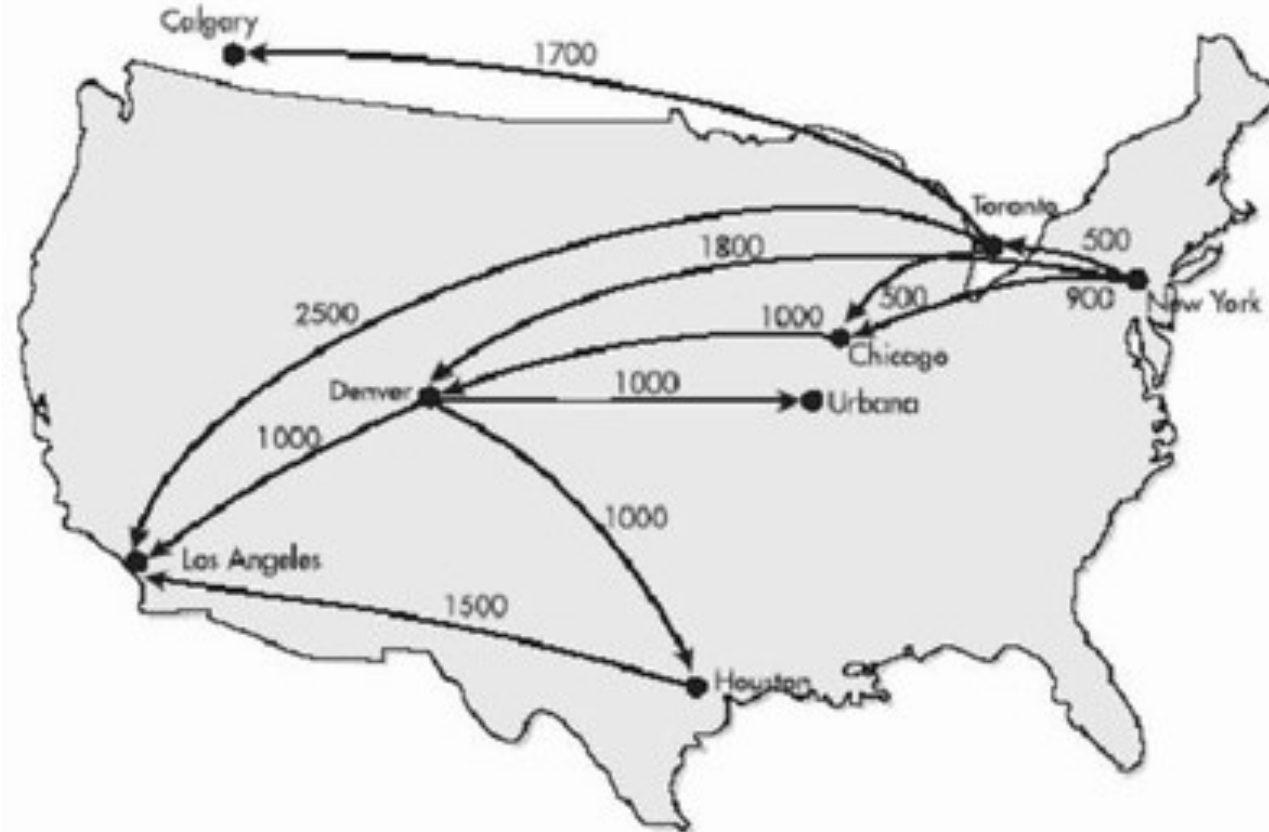 Calgary
1700
Toronto
500
1800
New York
900
500
2500
1000
Chicago
Denver
1000
Urbana
1000
1000
Los Angeles
1500
Houston